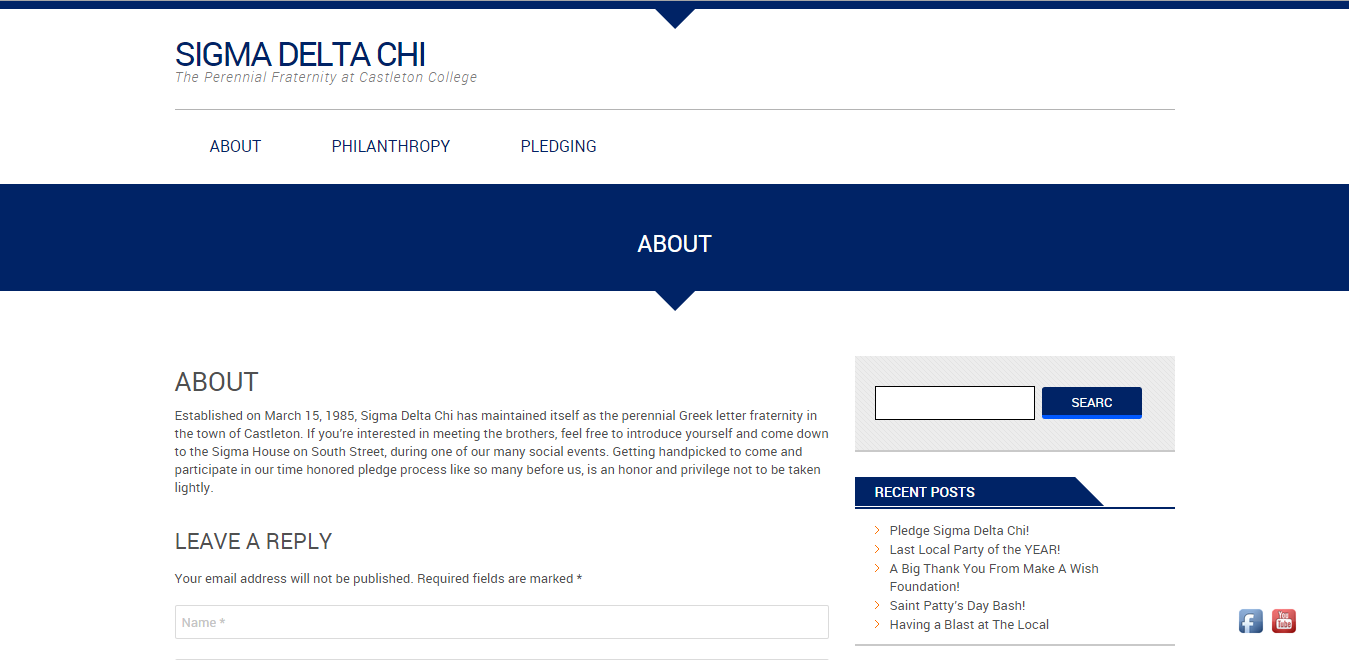 SIGMA DELTA CHI
The Perennial Fraternity at Castleton College
ABOUT PHILANTHROPY PLEDGING
ABOUT
ABOUT
Established on March 15, 1985, Sigma Delta Chi has maintained itself as the perennial Greek letter fraternity in
the town of Castleton. If you're interested in meeting the brothers, feel free to introduce yourself and come down
to the Sigma House on South Street, during one of our many social events. Getting handpicked to come and
participate in our time honored pledge process like so many before us, is an honor and privilege not to be taken
lightly.
LEAVE A REPLY
Your email address will not be published. Required fields are marked *
Name *
SEARC
RECENT POSTS
Pledge Sigma Delta Chi!
Last Local Party of the YEAR!
A Big Thank You From Make A Wish
Foundation!
Saint Patty's Day Bash!
Having a Blast at The Local
You
Tube